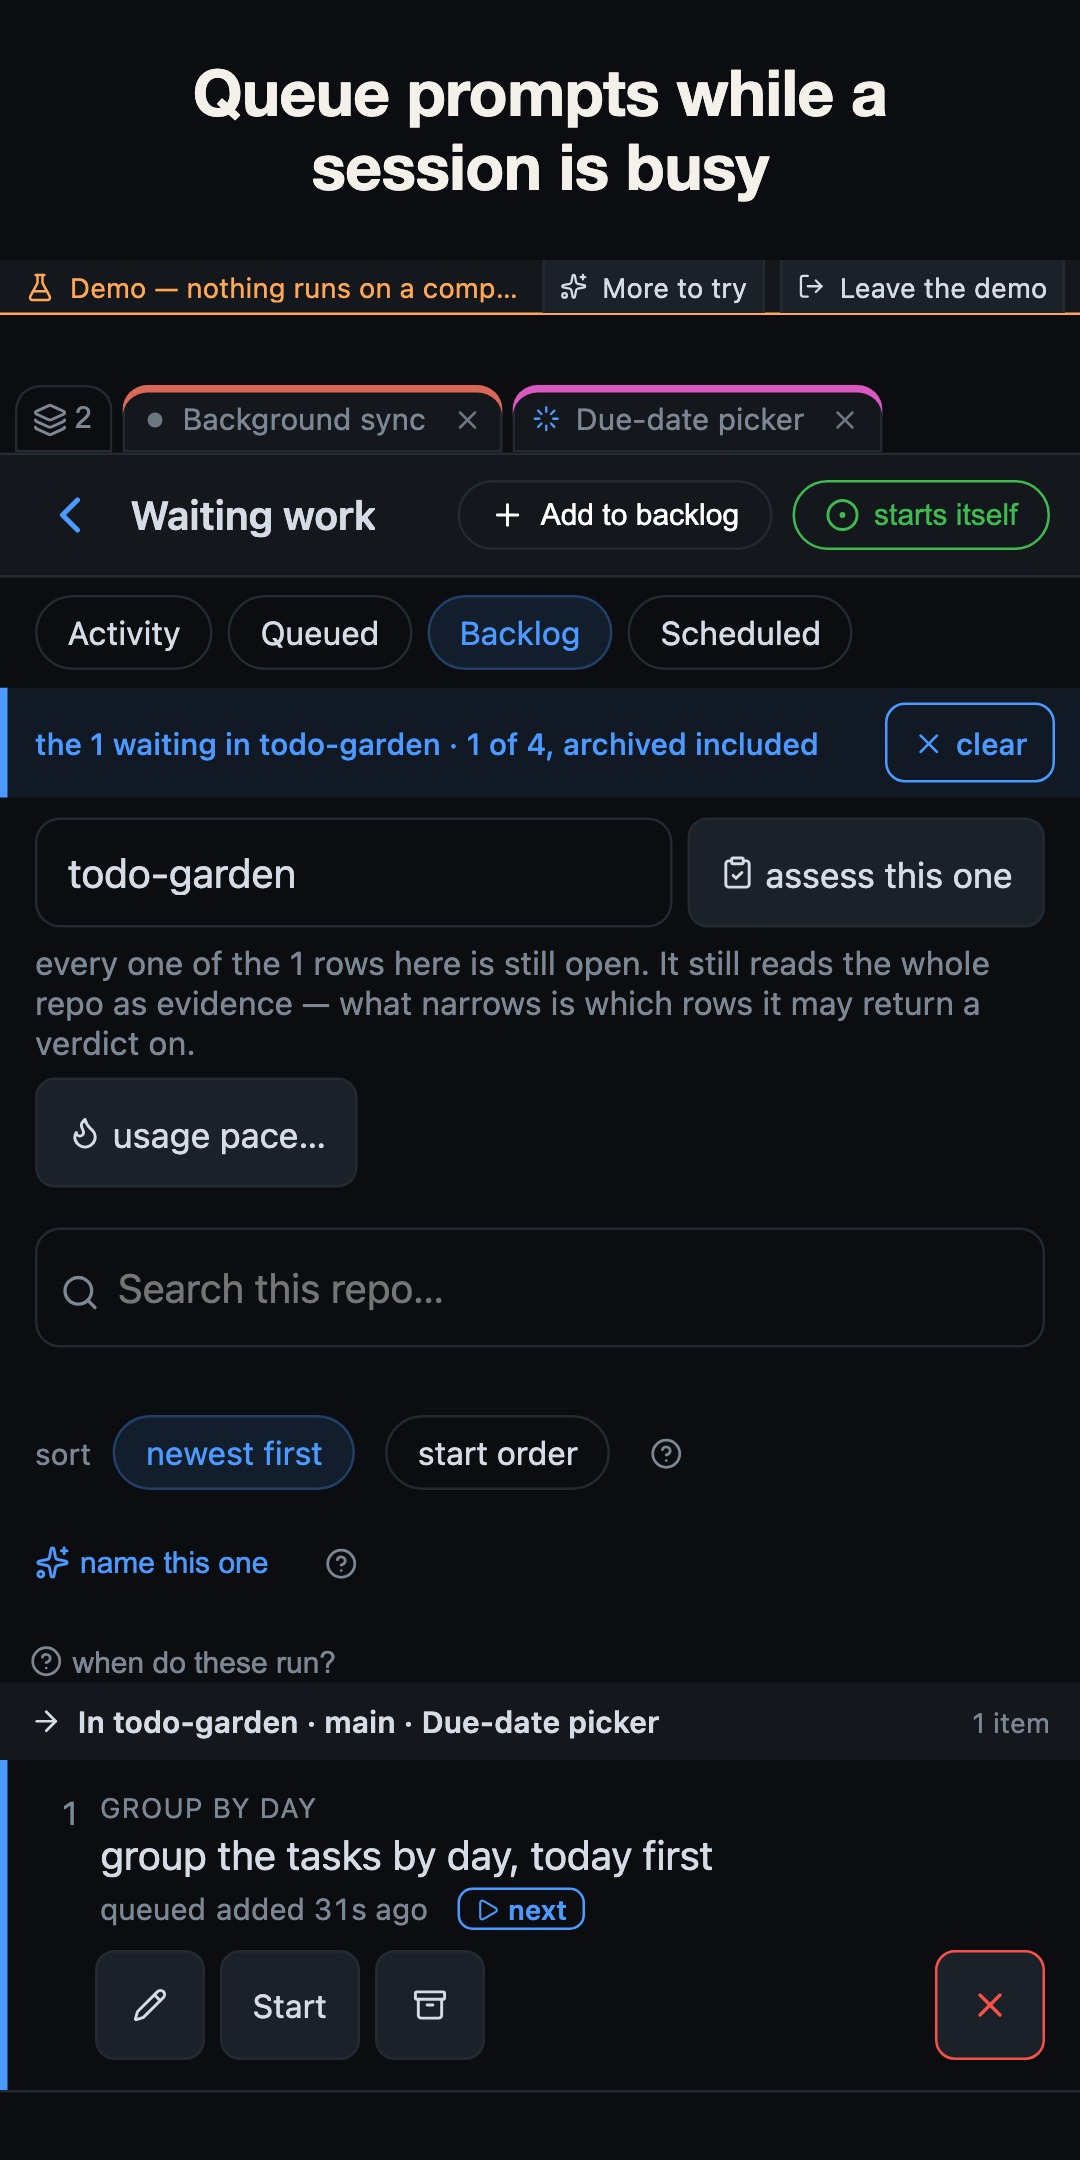 Queue prompts while a
session is busy
Demo — nothing runs on a comp...
More to try
Leave the demo
2
Background sync
Due-date picker
Waiting work
Add to backlog
starts itself
Activity
Queued
Backlog
Scheduled
the 1 waiting in todo-garden · 1 of 4, archived included
clear
todo-garden
assess this one
every one of the 1 rows here is still open. It still reads the whole
repo as evidence — what narrows is which rows it may return a
verdict on.
usage pace...
Search this repo...
sort
newest first
start order
name this one
when do these run?
In todo-garden · main · Due-date picker
1 item
1
GROUP BY DAY
group the tasks by day, today first
queued added 31s ago
next
Start